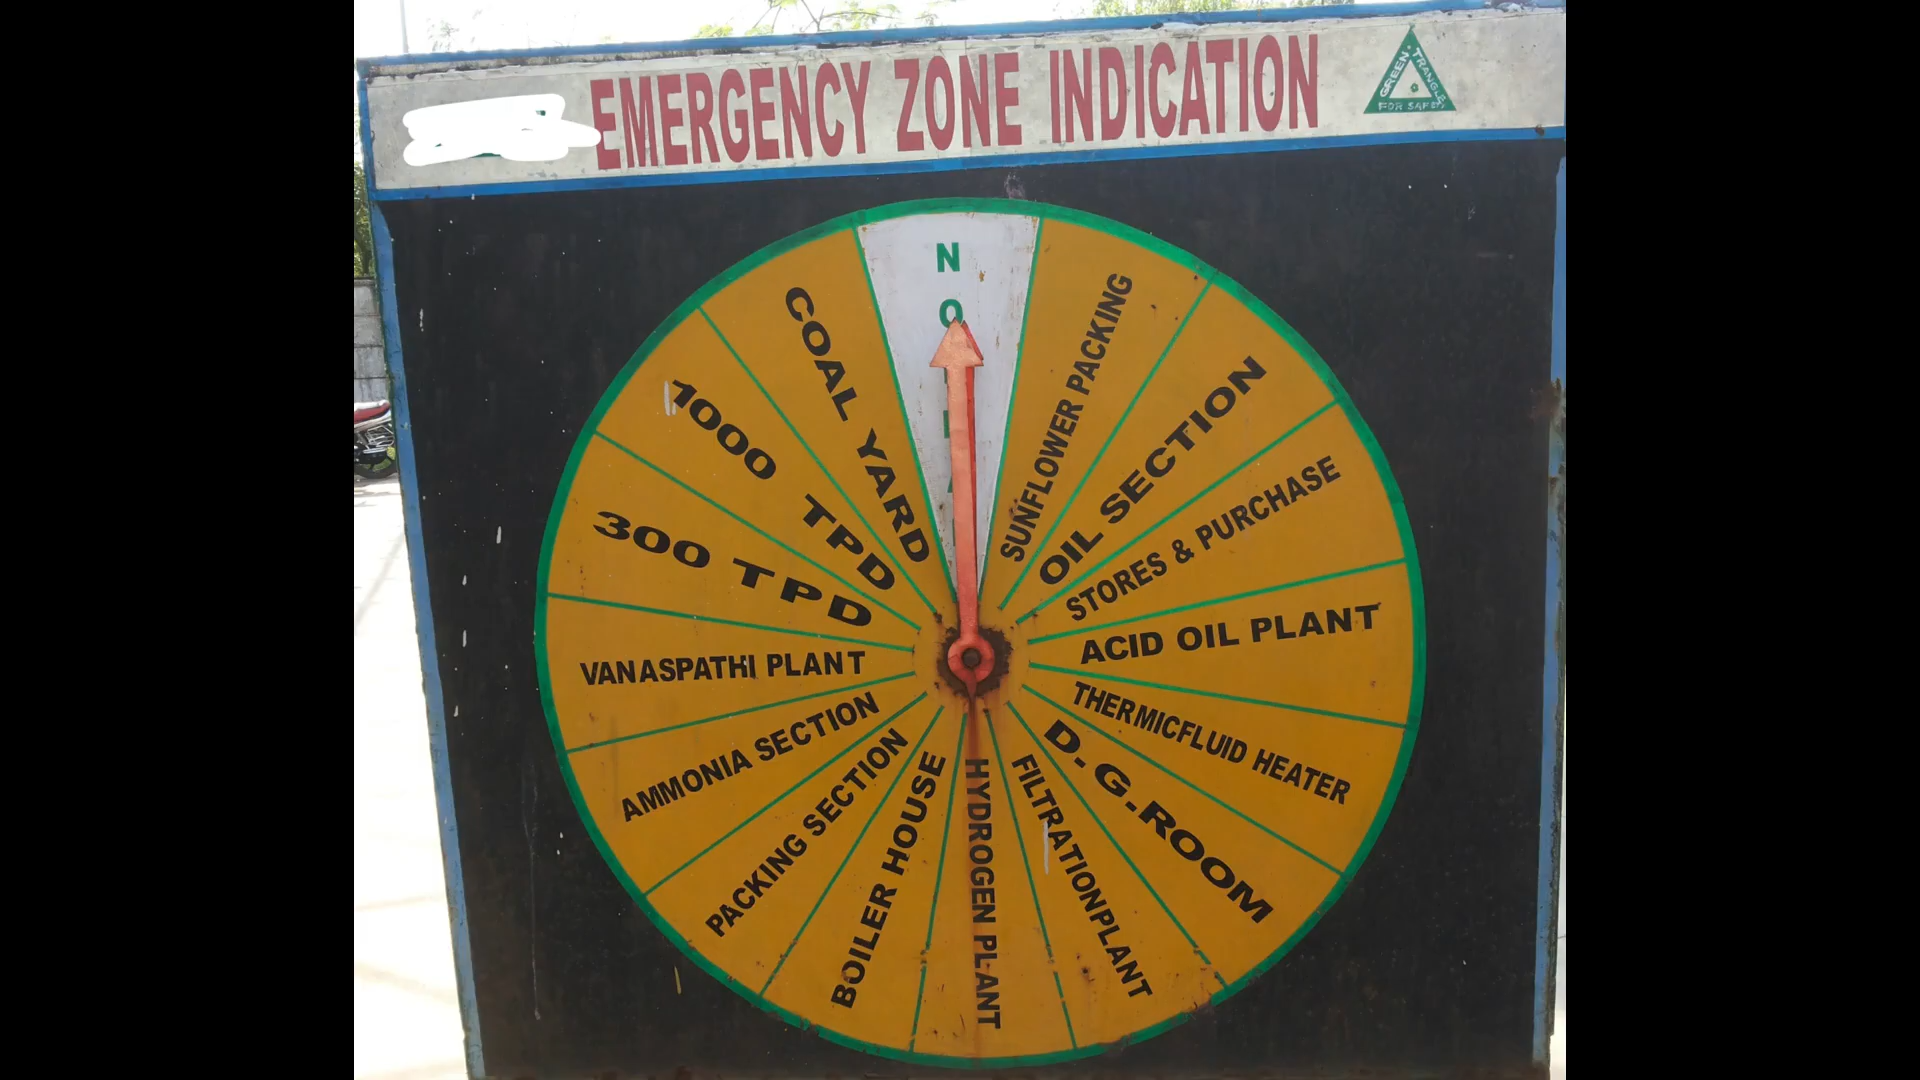 EMERGENCY ZONE INDICATION
GREEN TRANGLE
FOR SAFETY
SUNFLOWER PACKING
OIL SECTION
STORES & PURCHASE
ACID OIL PLANT
THERMICFLUID HEATER
D.G.ROOM
FILTRATIONPLANT
HYDROGEN PLANT
BOILER HOUSE
PACKING SECTION
AMMONIA SECTION
VANASPATHI PLANT
300 TPD
1000 TPD
COAL YARD